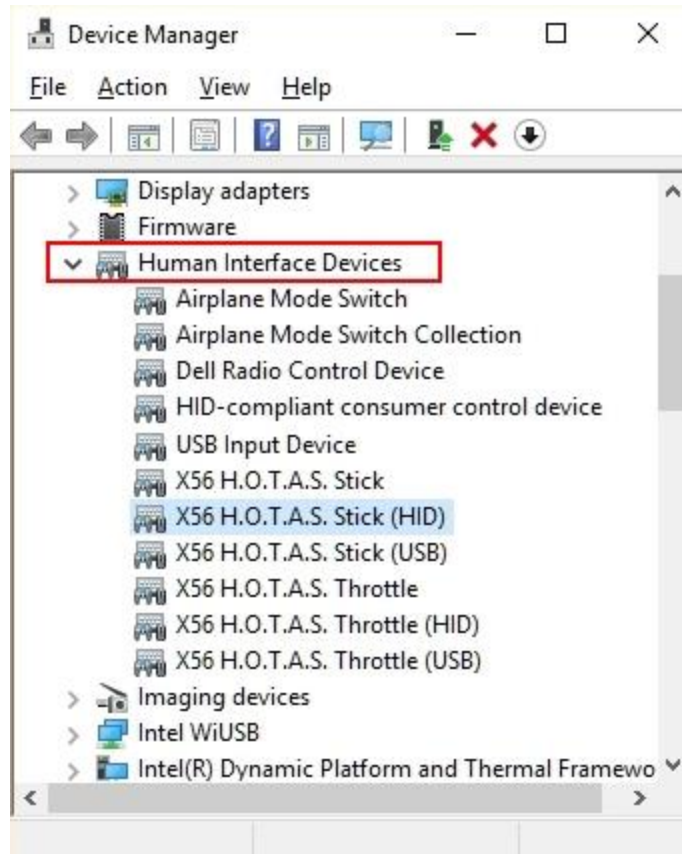 Device Manager
File Action View Help
Display adapters
Firmware
Human Interface Devices
Airplane Mode Switch
Airplane Mode Switch Collection
Dell Radio Control Device
HID-compliant consumer control device
USB Input Device
X56 H.O.T.A.S. Stick
X56 H.O.T.A.S. Stick (HID)
X56 H.O.T.A.S. Stick (USB)
X56 H.O.T.A.S. Throttle
X56 H.O.T.A.S. Throttle (HID)
X56 H.O.T.A.S. Throttle (USB)
Imaging devices
Intel WiUSB
Intel(R) Dynamic Platform and Thermal Framewo